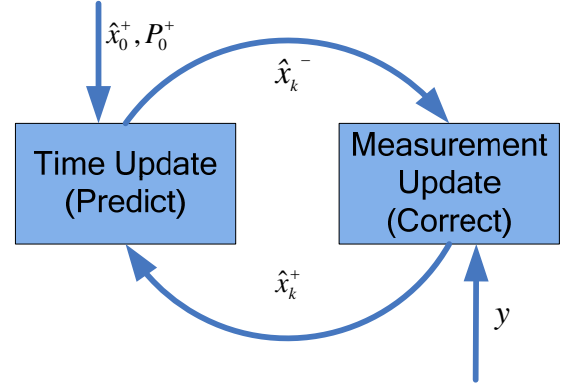 x̂₀⁺, P₀⁺
x̂ₖ⁻
Time Update
(Predict)
Measurement
Update
(Correct)
x̂ₖ⁺
y